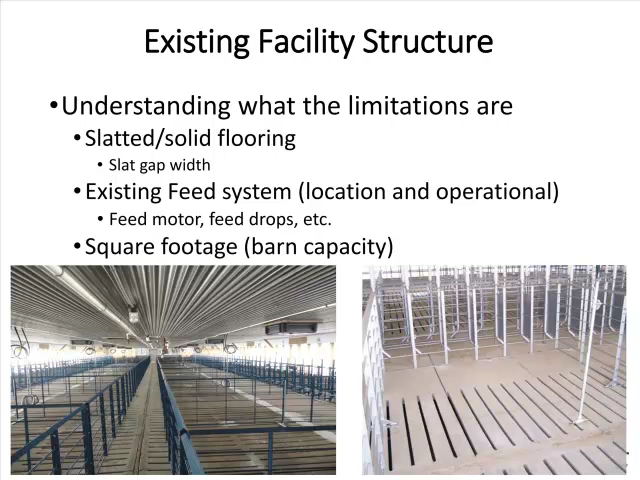 Existing Facility Structure
•Understanding what the limitations are
•Slatted/solid flooring
• Slat gap width
•Existing Feed system (location and operational)
• Feed motor, feed drops, etc.
•Square footage (barn capacity)